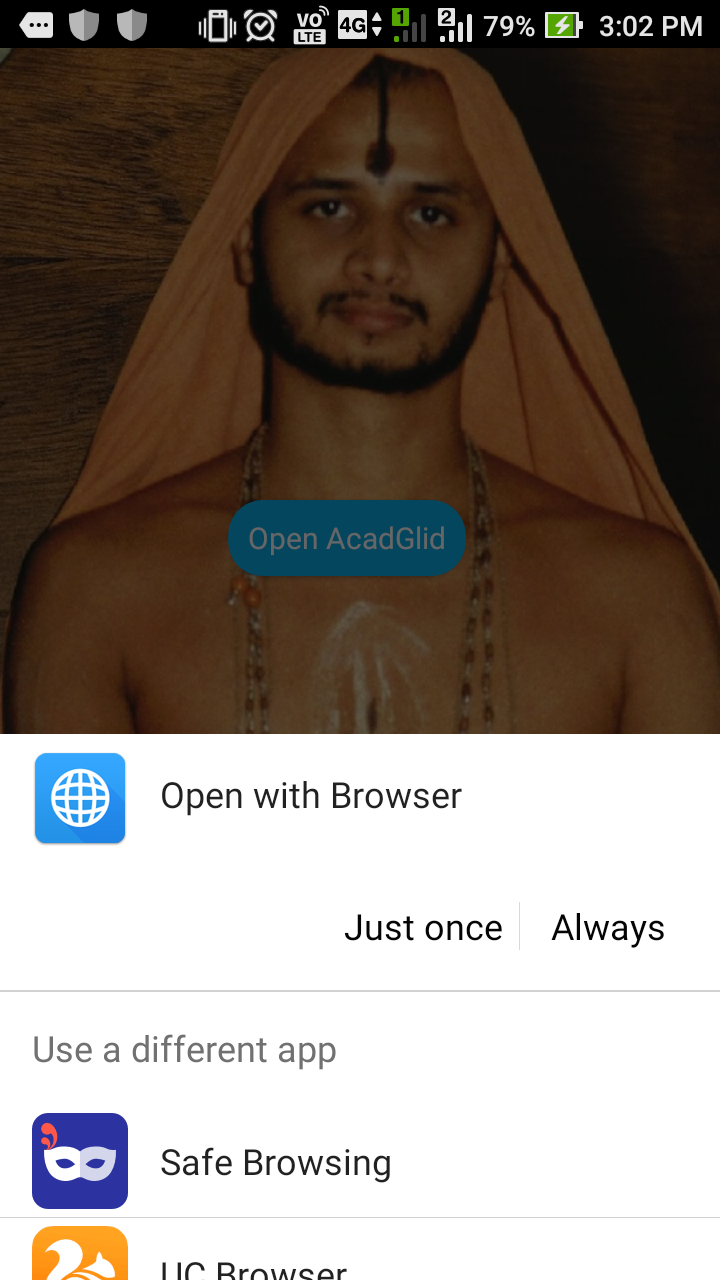 VO LTE 4G 1 2 79% 3:02 PM
Open AcadGlid
Open with Browser
Just once Always
Use a different app
Safe Browsing
UC Browser